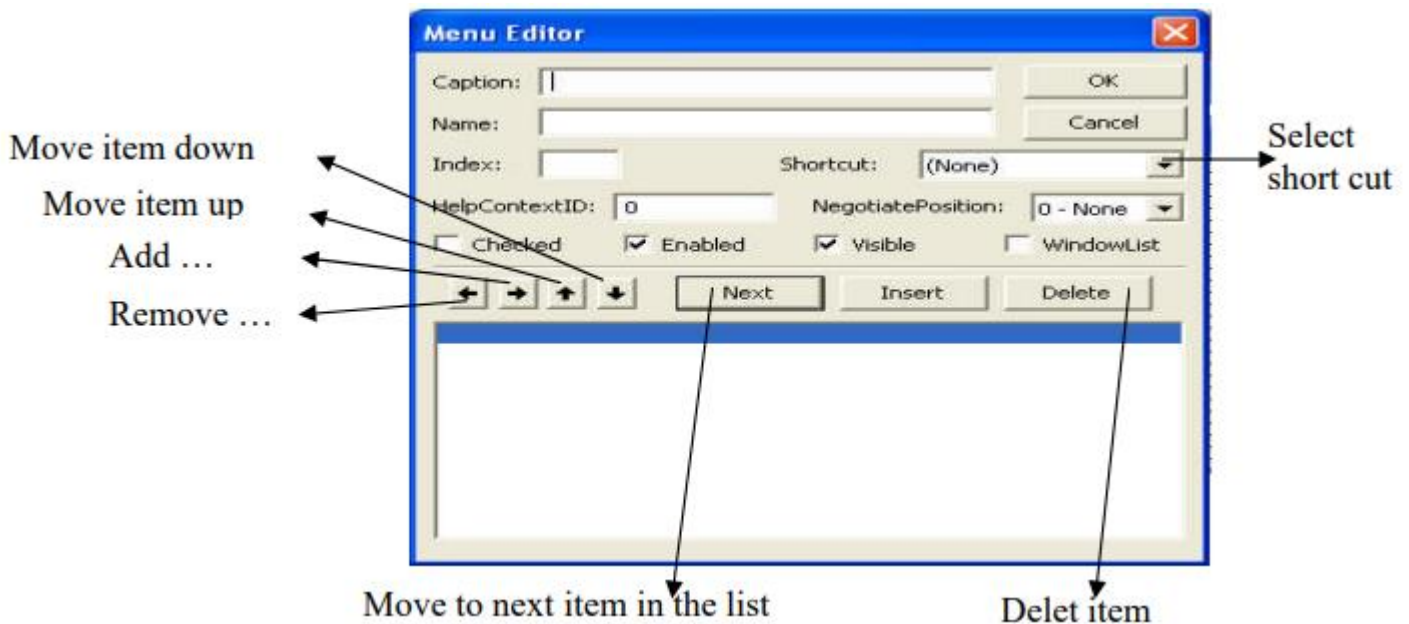 Menu Editor
Caption:
OK
Name:
Cancel
Move item down
Index:
Shortcut:
(None)
Select
short cut
Move item up
HelpContextID:
0
NegotiatePosition:
0 - None
Checked
Enabled
Visible
WindowList
Add …
Remove …
Next
Insert
Delete
Move to next item in the list
Delet item